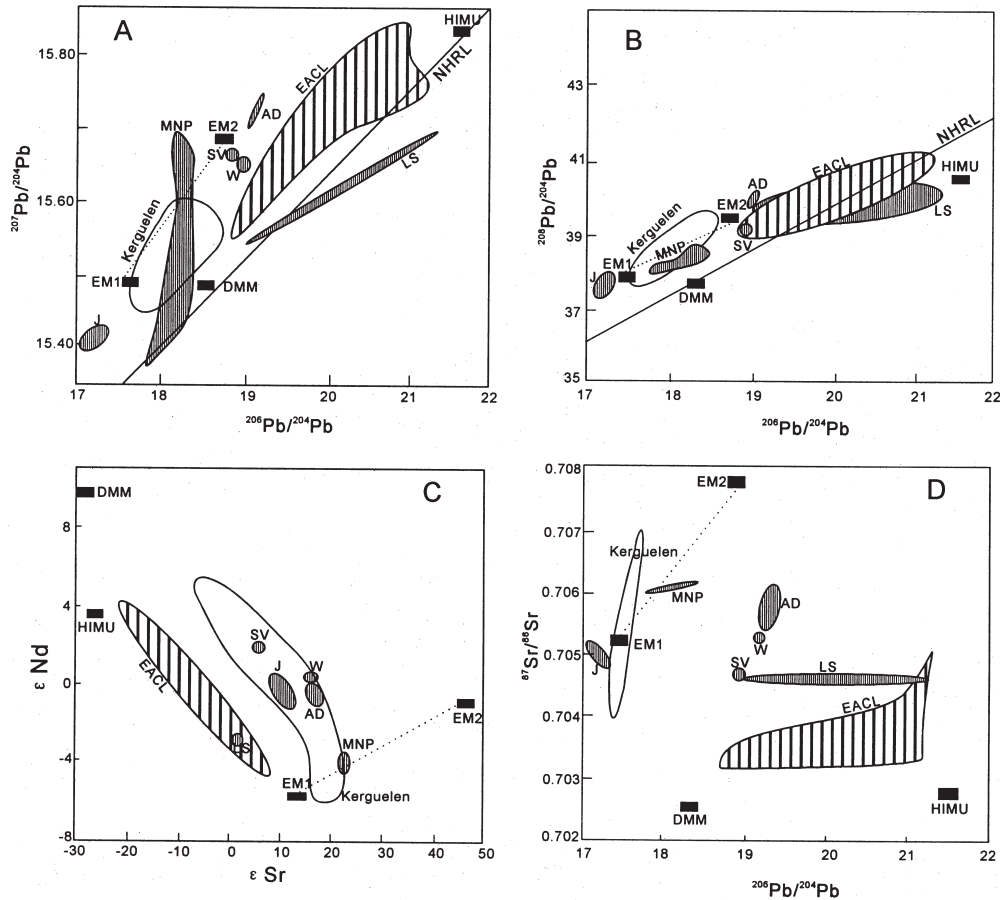 A
HIMU
15.80
EACL
NHRL
AD
MNP
EM2
SV
W
LS
²⁰⁷Pb/²⁰⁴Pb
15.60
Kerguelen
EM1
DMM
J
15.40
17 18 19 20 21 22
²⁰⁶Pb/²⁰⁴Pb
B
43
NHRL
41
EACL
HIMU
AD
²⁰⁸Pb/²⁰⁴Pb
EM2
LS
Kerguelen
SV
39
MNP
EM1
J
DMM
37
35
17 18 19 20 21 22
²⁰⁶Pb/²⁰⁴Pb
C
DMM
8
4
HIMU
SV
ε Nd
J
W
EACL
0
AD
EM2
LS
MNP
-4
EM1
Kerguelen
-8
-30 -20 -10 0 10 20 30 40 50
ε Sr
D
0.708
EM2
0.707
Kerguelen
MNP
0.706
AD
⁸⁷Sr/⁸⁶Sr
EM1
W
0.705
J
SV
LS
EACL
0.704
0.703
HIMU
DMM
0.702
17 18 19 20 21 22
²⁰⁶Pb/²⁰⁴Pb